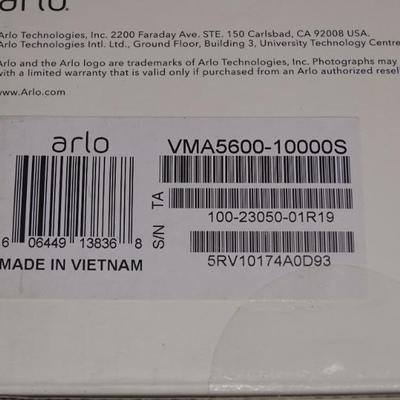 arlo
Arlo Technologies, Inc. 2200 Faraday Ave. STE. 150 Carlsbad, CA 92008 USA.
Arlo Technologies Intl. Ltd., Ground Floor, Building 3, University Technology Centre
Arlo and the Arlo logo are trademarks of Arlo Technologies, Inc. Photographs may
with a limited warranty that is valid only if purchased from an Arlo authorized
www.Arlo.com
arlo
VMA5600-10000S
TA
100-23050-01R19
6 06449 13836 8
S/N
5RV10174A0D93
MADE IN VIETNAM